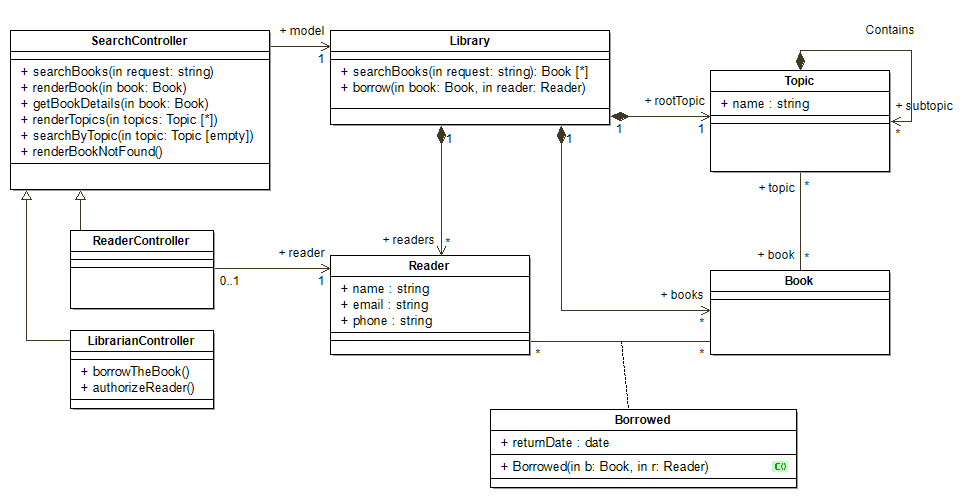 Contains
+ model
SearchController
Library
1
+ searchBooks(in request: string)
+ renderBook(in book: Book)
+ getBookDetails(in book: Book)
+ renderTopics(in topics: Topic [*])
+ searchByTopic(in topic: Topic [empty])
+ renderBookNotFound()
+ searchBooks(in request: string): Book [*]
+ borrow(in book: Book, in reader: Reader)
Topic
+ name : string
+ rootTopic
1
1
+ subtopic
*
1
1
+ topic
*
ReaderController
+ readers
*
+ reader
0..1
1
+ book
*
Reader
+ name : string
+ email : string
+ phone : string
Book
+ books
*
LibrarianController
+ borrowTheBook()
+ authorizeReader()
*
*
Borrowed
+ returnDate : date
+ Borrowed(in b: Book, in r: Reader)
C()